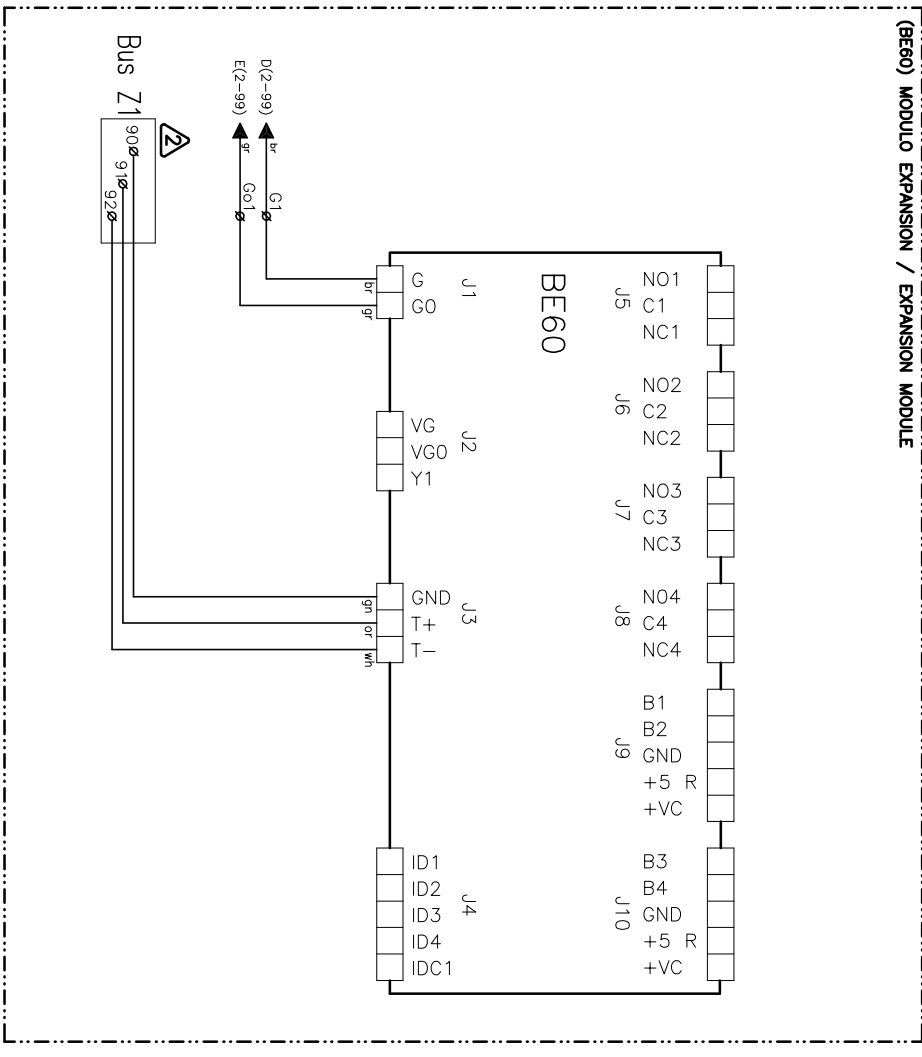 (BE60) MODULO EXPANSION / EXPANSION MODULE
Bus Z1
2
90
91
92
D(2-99)
E(2-99)
br
gr
G1
Go1
BE60
J1
br
G
gr
G0
J2
VG
VG0
Y1
J3
gn
GND
or
T+
wh
T-
J4
ID1
ID2
ID3
ID4
IDC1
J5
NO1
C1
NC1
J6
NO2
C2
NC2
J7
NO3
C3
NC3
J8
NO4
C4
NC4
J9
B1
B2
GND
+5 R
+VC
J10
B3
B4
GND
+5 R
+VC